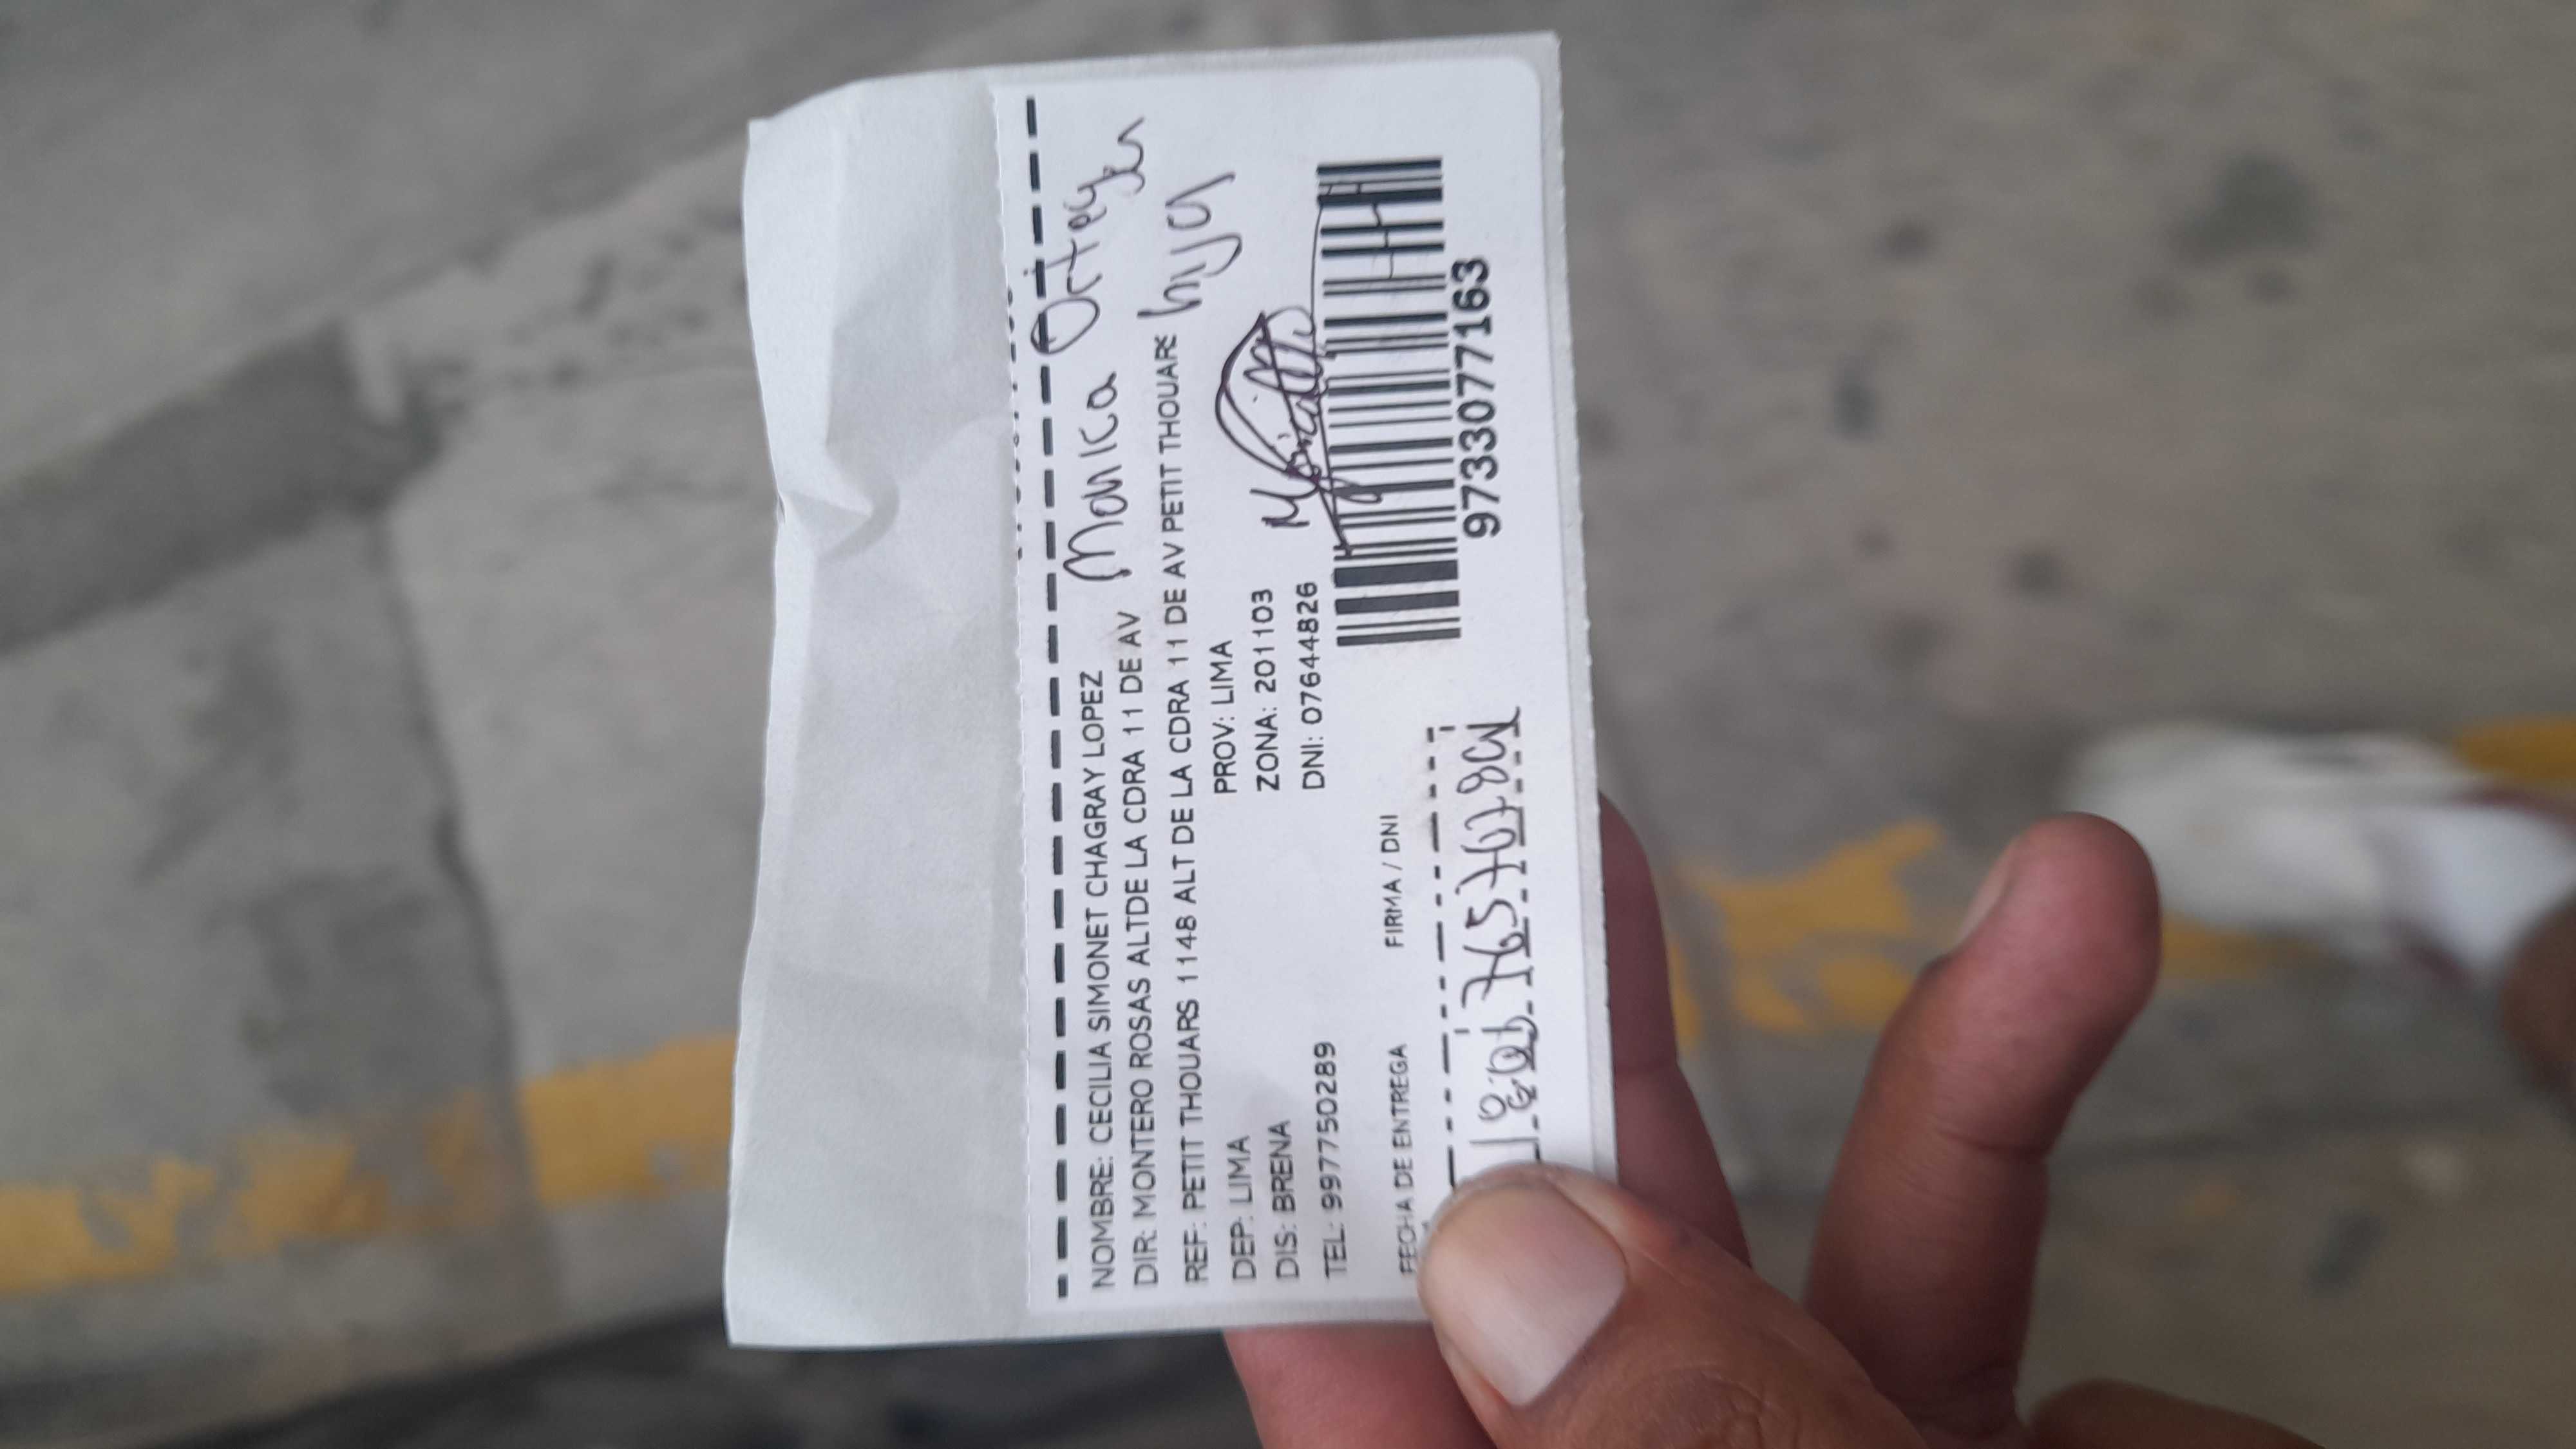 NOMBRE: CECILIA SIMONET CHAGRAY LOPEZ
Monica Ortega
DIR: MONTERO ROSAS ALTDE LA CDRA 11 DE AV
REF: PETIT THOUARS 1148 ALT DE LA CDRA 11 DE AV PETIT THOUARS
hija
DEP: LIMA PROV: LIMA
DIS: BRENA ZONA: 201103
TEL: 997750289 DNI: 07644826
FECHA DE ENTREGA FIRMA / DNI
9733077163